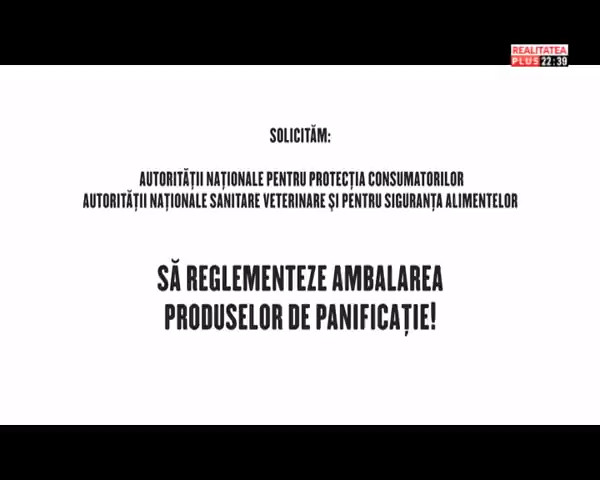 REALITATEA
PLUS 22:39
SOLICITĂM:
AUTORITĂȚII NAȚIONALE PENTRU PROTECȚIA CONSUMATORILOR
AUTORITĂȚII NAȚIONALE SANITARE VETERINARE ȘI PENTRU SIGURANȚA ALIMENTELOR
SĂ REGLEMENTEZE AMBALAREA
PRODUSELOR DE PANIFICAȚIE!